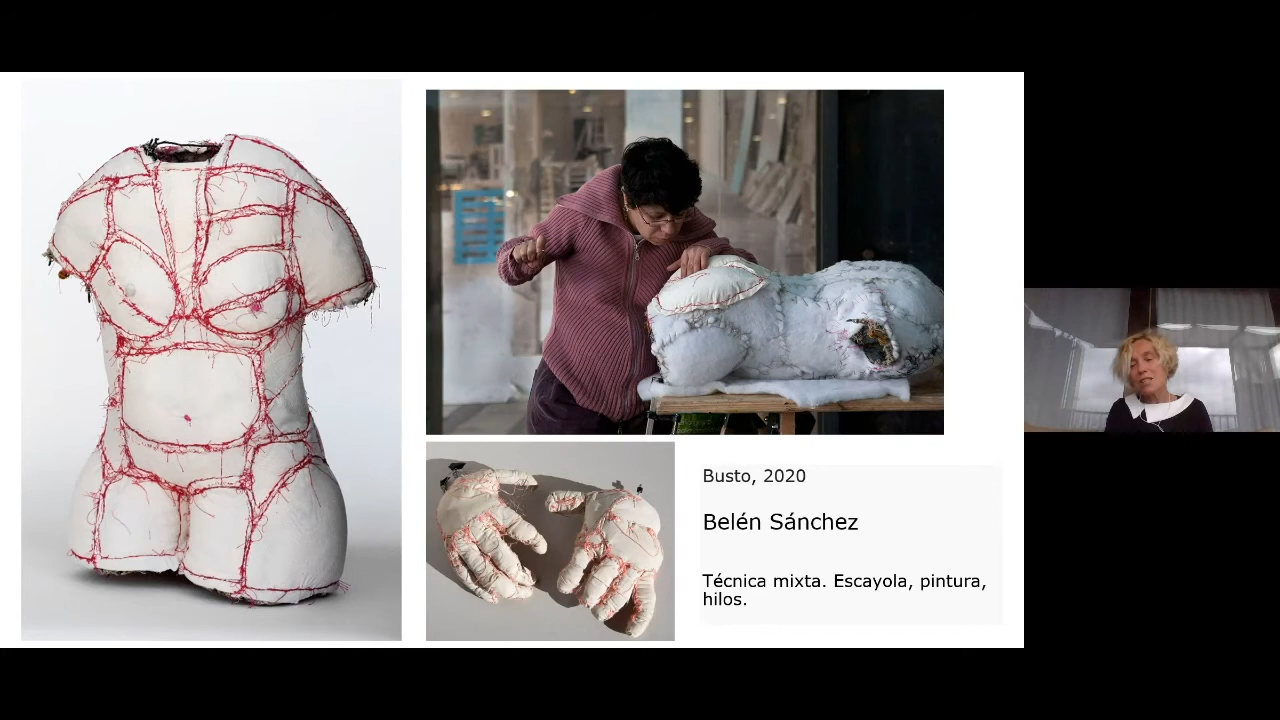 Busto, 2020
Belén Sánchez
Técnica mixta. Escayola, pintura,
hilos.